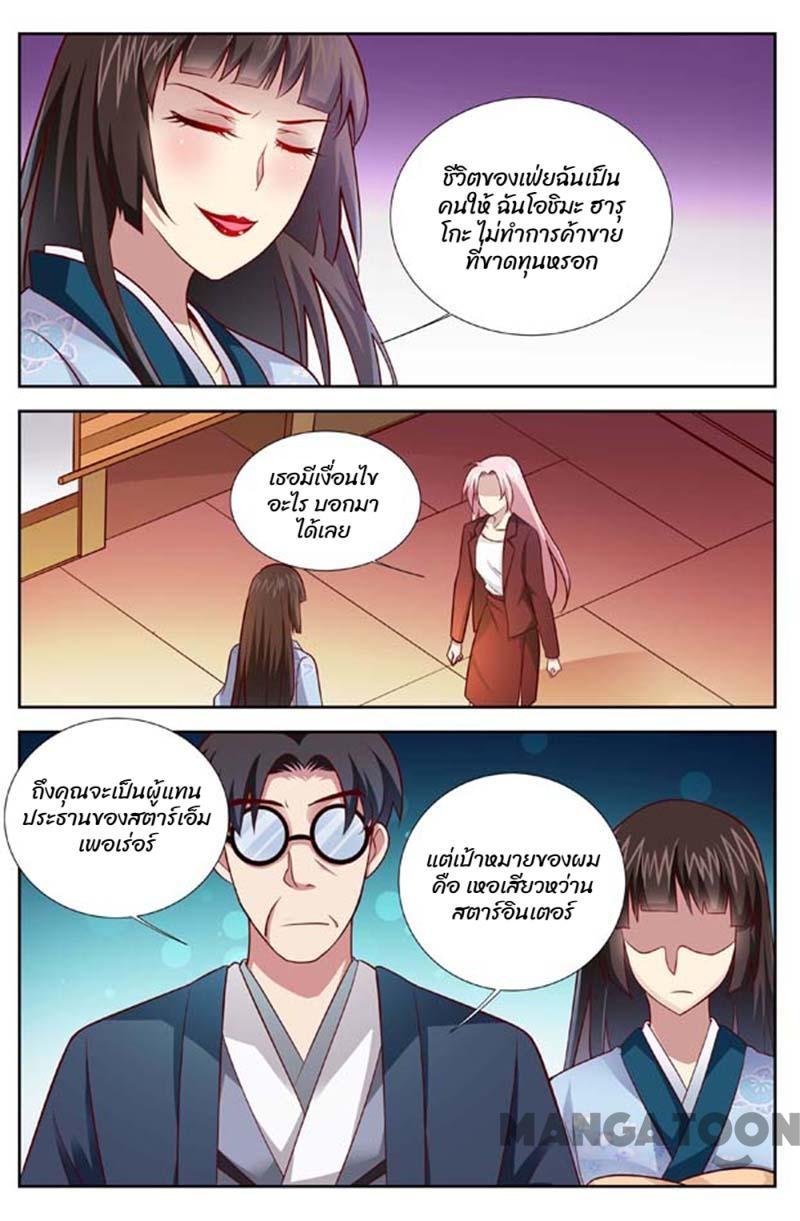 ชีวิตของเฟ่ยฉันเป็น
คนให้ ฉันโอชิมะ ฮารุ
โกะ ไม่ทำการค้าขาย
ที่ขาดทุนหรอก
เธอมีเงื่อนไข
อะไร บอกมา
ได้เลย
ถึงคุณจะเป็นผู้แทน
ประธานของสตาร์เอ็ม
เพอเร่อร์
แต่เป้าหมายของผม
คือ เหอเสียวหว่าน
สตาร์อินเตอร์
MANGATOON